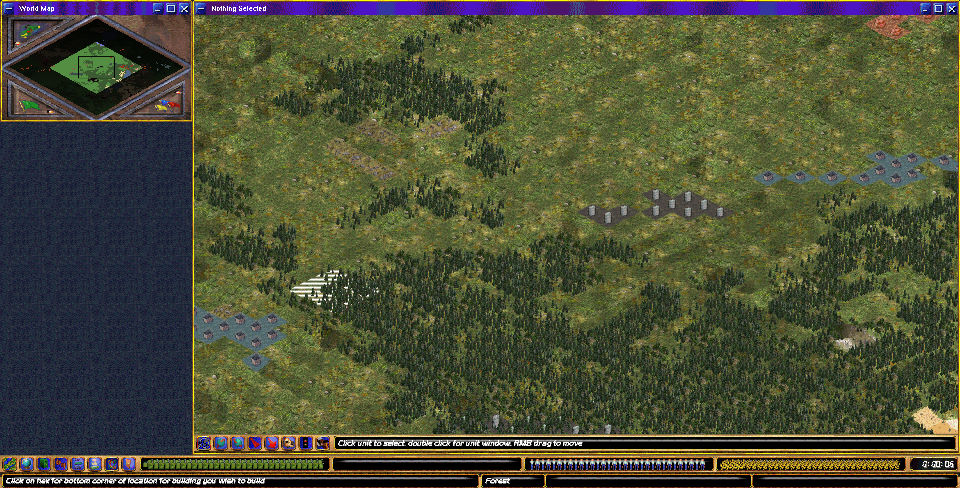 World Map
Nothing Selected
Click unit to select, double click for unit window, RMB drag to move
Click on hex for bottom corner of location for building you wish to build
Forest